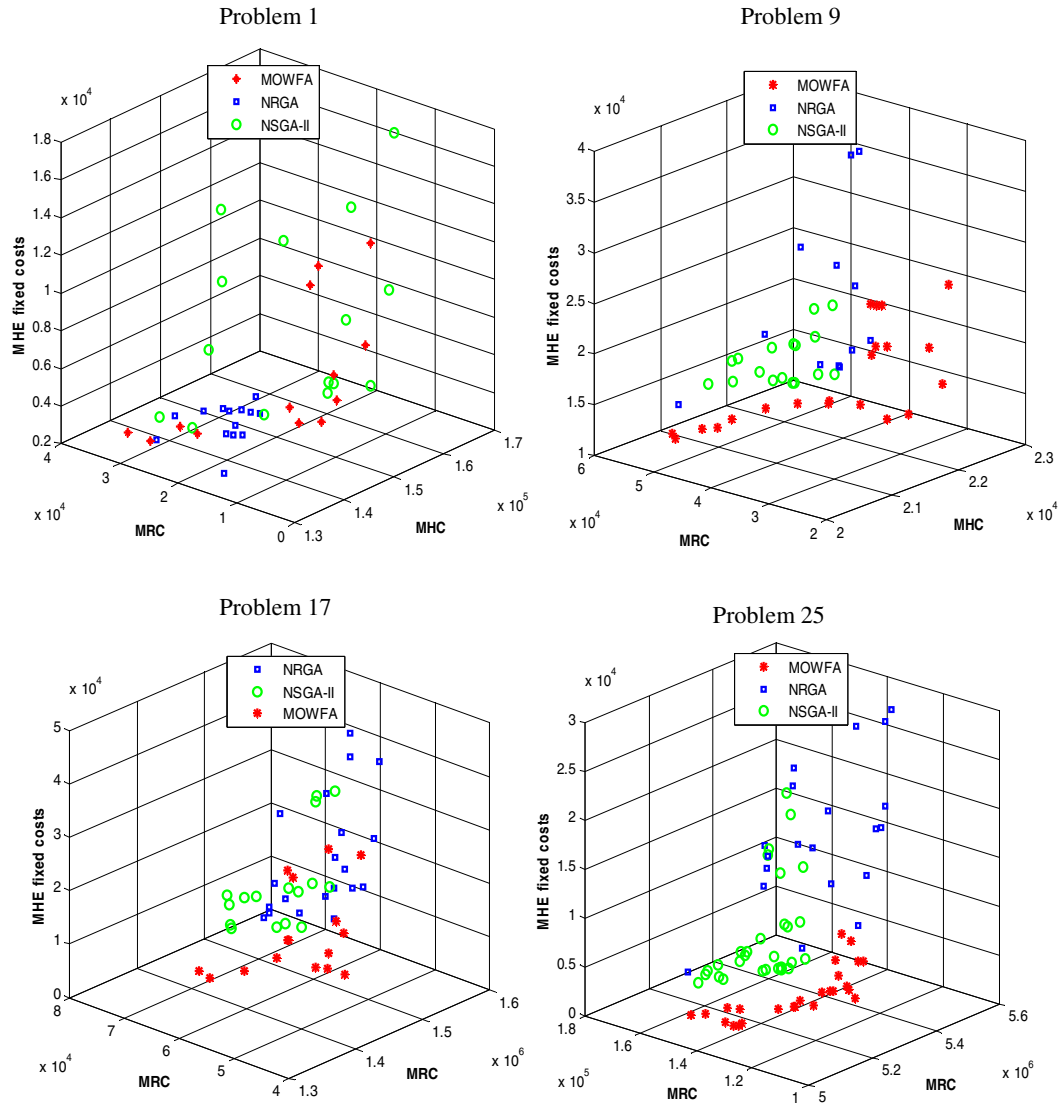 Problem 1
MOWFA
NRGA
NSGA-II
x 10^4
1.8
1.6
1.4
1.2
1
0.8
0.6
0.4
0.2
MHE fixed costs
4
3
2
1
0
x 10^4
MRC
1.3
1.4
1.5
1.6
1.7
x 10^5
MHC
Problem 9
MOWFA
NRGA
NSGA-II
x 10^4
4
3.5
3
2.5
2
1.5
1
MHE fixed costs
6
5
4
3
2
x 10^4
MRC
2
2.1
2.2
2.3
x 10^4
MHC
Problem 17
NRGA
NSGA-II
MOWFA
x 10^4
5
4
3
2
1
0
MHE fixed costs
8
7
6
5
4
x 10^4
MRC
1.3
1.4
1.5
1.6
x 10^6
MRC
Problem 25
MOWFA
NRGA
NSGA-II
x 10^4
3
2.5
2
1.5
1
0.5
0
MHE fixed costs
1.8
1.6
1.4
1.2
1
x 10^5
MRC
5
5.2
5.4
5.6
x 10^6
MRC